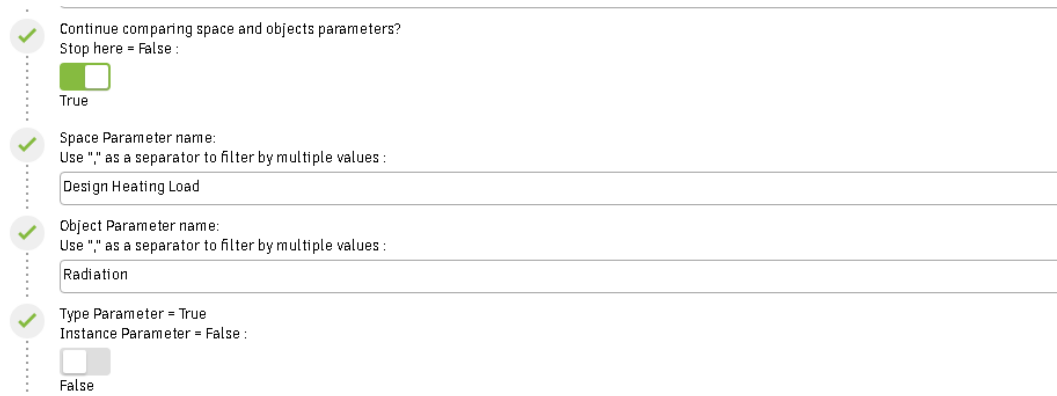 Continue comparing space and objects parameters?
Stop here = False :
True
Space Parameter name:
Use "," as a separator to filter by multiple values :
Design Heating Load
Object Parameter name:
Use "," as a separator to filter by multiple values :
Radiation
Type Parameter = True
Instance Parameter = False :
False